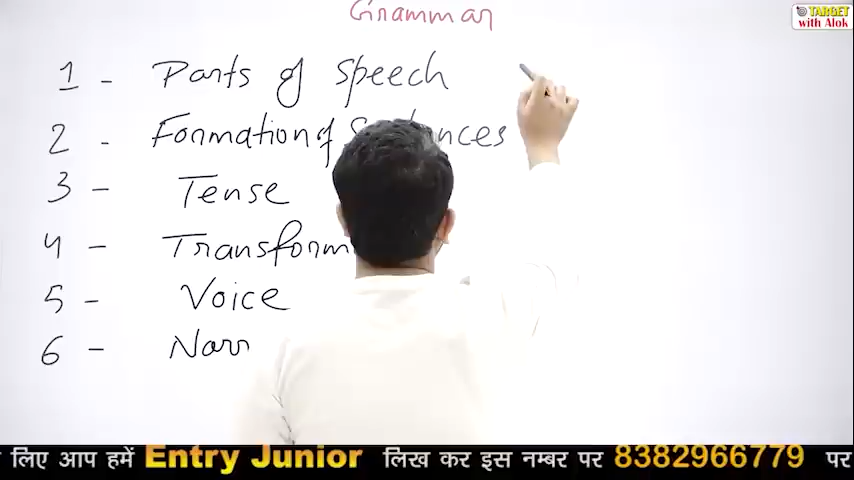 Grammar
TARGET
with Alok
1 - Parts of speech
2 - Formation of Sentences
3 - Tense
4 - Transform
5 - Voice
6 - Narr
लिए आप हमें Entry Junior लिख कर इस नम्बर पर 8382966779 पर